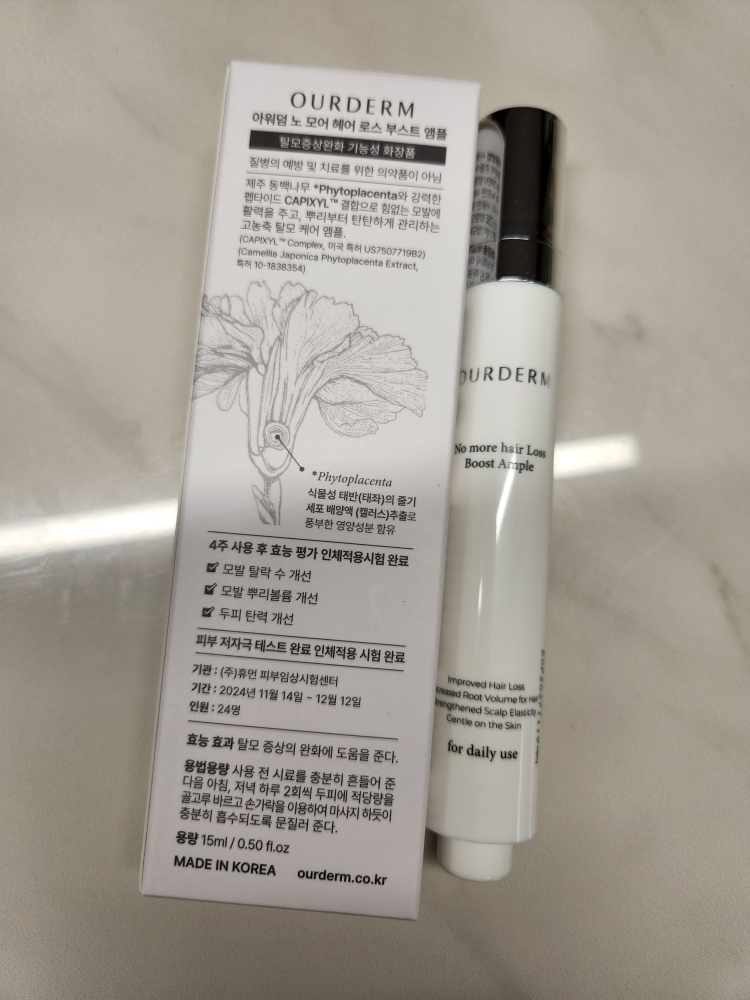 OURDERM
아워덤 노 모어 헤어 로스 부스트 앰플
탈모증상완화 기능성 화장품
질병의 예방 및 치료를 위한 의약품이 아님
제주 동백나무 *Phytoplacenta와 강력한
펩타이드 CAPIXYL™ 결합으로 힘없는 모발에
활력을 주고, 뿌리부터 탄탄하게 관리하는
고농축 탈모 케어 앰플.
(CAPIXYL™ Complex, 미국 특허 US7507719B2)
(Camellia Japonica Phytoplacenta Extract,
특허 10-1838354)
*Phytoplacenta
식물성 태반(태좌)의 줄기
세포 배양액 (캘러스)추출로
풍부한 영양성분 함유
4주 사용 후 효능 평가 인체적용시험 완료
모발 탈락 수 개선
모발 뿌리볼륨 개선
두피 탄력 개선
피부 저자극 테스트 완료 인체적용 시험 완료
기관 : (주)휴먼 피부임상시험센터
기간 : 2024년 11월 14일 ~ 12월 12일
인원 : 24명
효능 효과 탈모 증상의 완화에 도움을 준다.
용법용량 사용 전 시료를 충분히 흔들어 준
다음 아침, 저녁 하루 2회씩 두피에 적당량을
골고루 바르고 손가락을 이용하여 마사지 하듯이
충분히 흡수되도록 문질러 준다.
용량 15ml / 0.50 fl.oz
MADE IN KOREA ourderm.co.kr
OURDERM
No more hair Loss
Boost Ample
Improved Hair Loss
Root Volume for Hair
Scalp Elasticity
Gentle on the Skin
for daily use